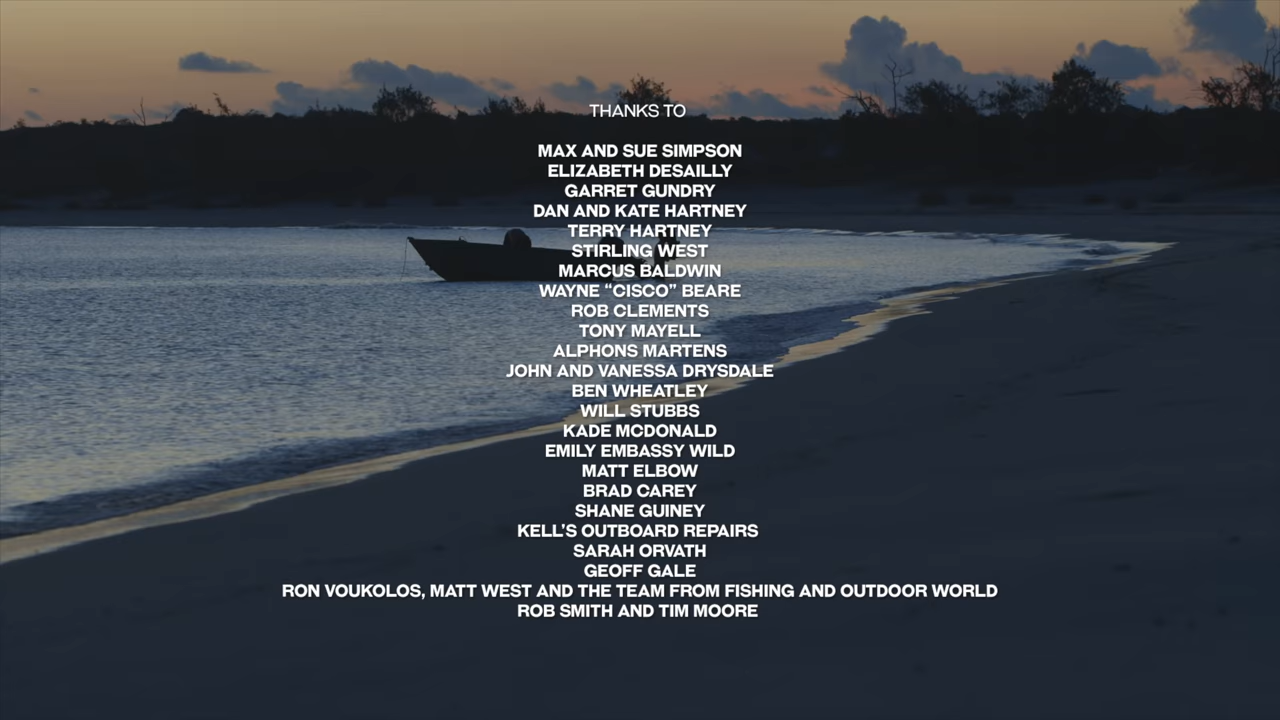 THANKS TO
MAX AND SUE SIMPSON
ELIZABETH DESAILLY
GARRET GUNDRY
DAN AND KATE HARTNEY
TERRY HARTNEY
STIRLING WEST
MARCUS BALDWIN
WAYNE “CISCO” BEARE
ROB CLEMENTS
TONY MAYELL
ALPHONS MARTENS
JOHN AND VANESSA DRYSDALE
BEN WHEATLEY
WILL STUBBS
KADE MCDONALD
EMILY EMBASSY WILD
MATT ELBOW
BRAD CAREY
SHANE GUINEY
KELL’S OUTBOARD REPAIRS
SARAH ORVATH
GEOFF GALE
RON VOUKOLOS, MATT WEST AND THE TEAM FROM FISHING AND OUTDOOR WORLD
ROB SMITH AND TIM MOORE